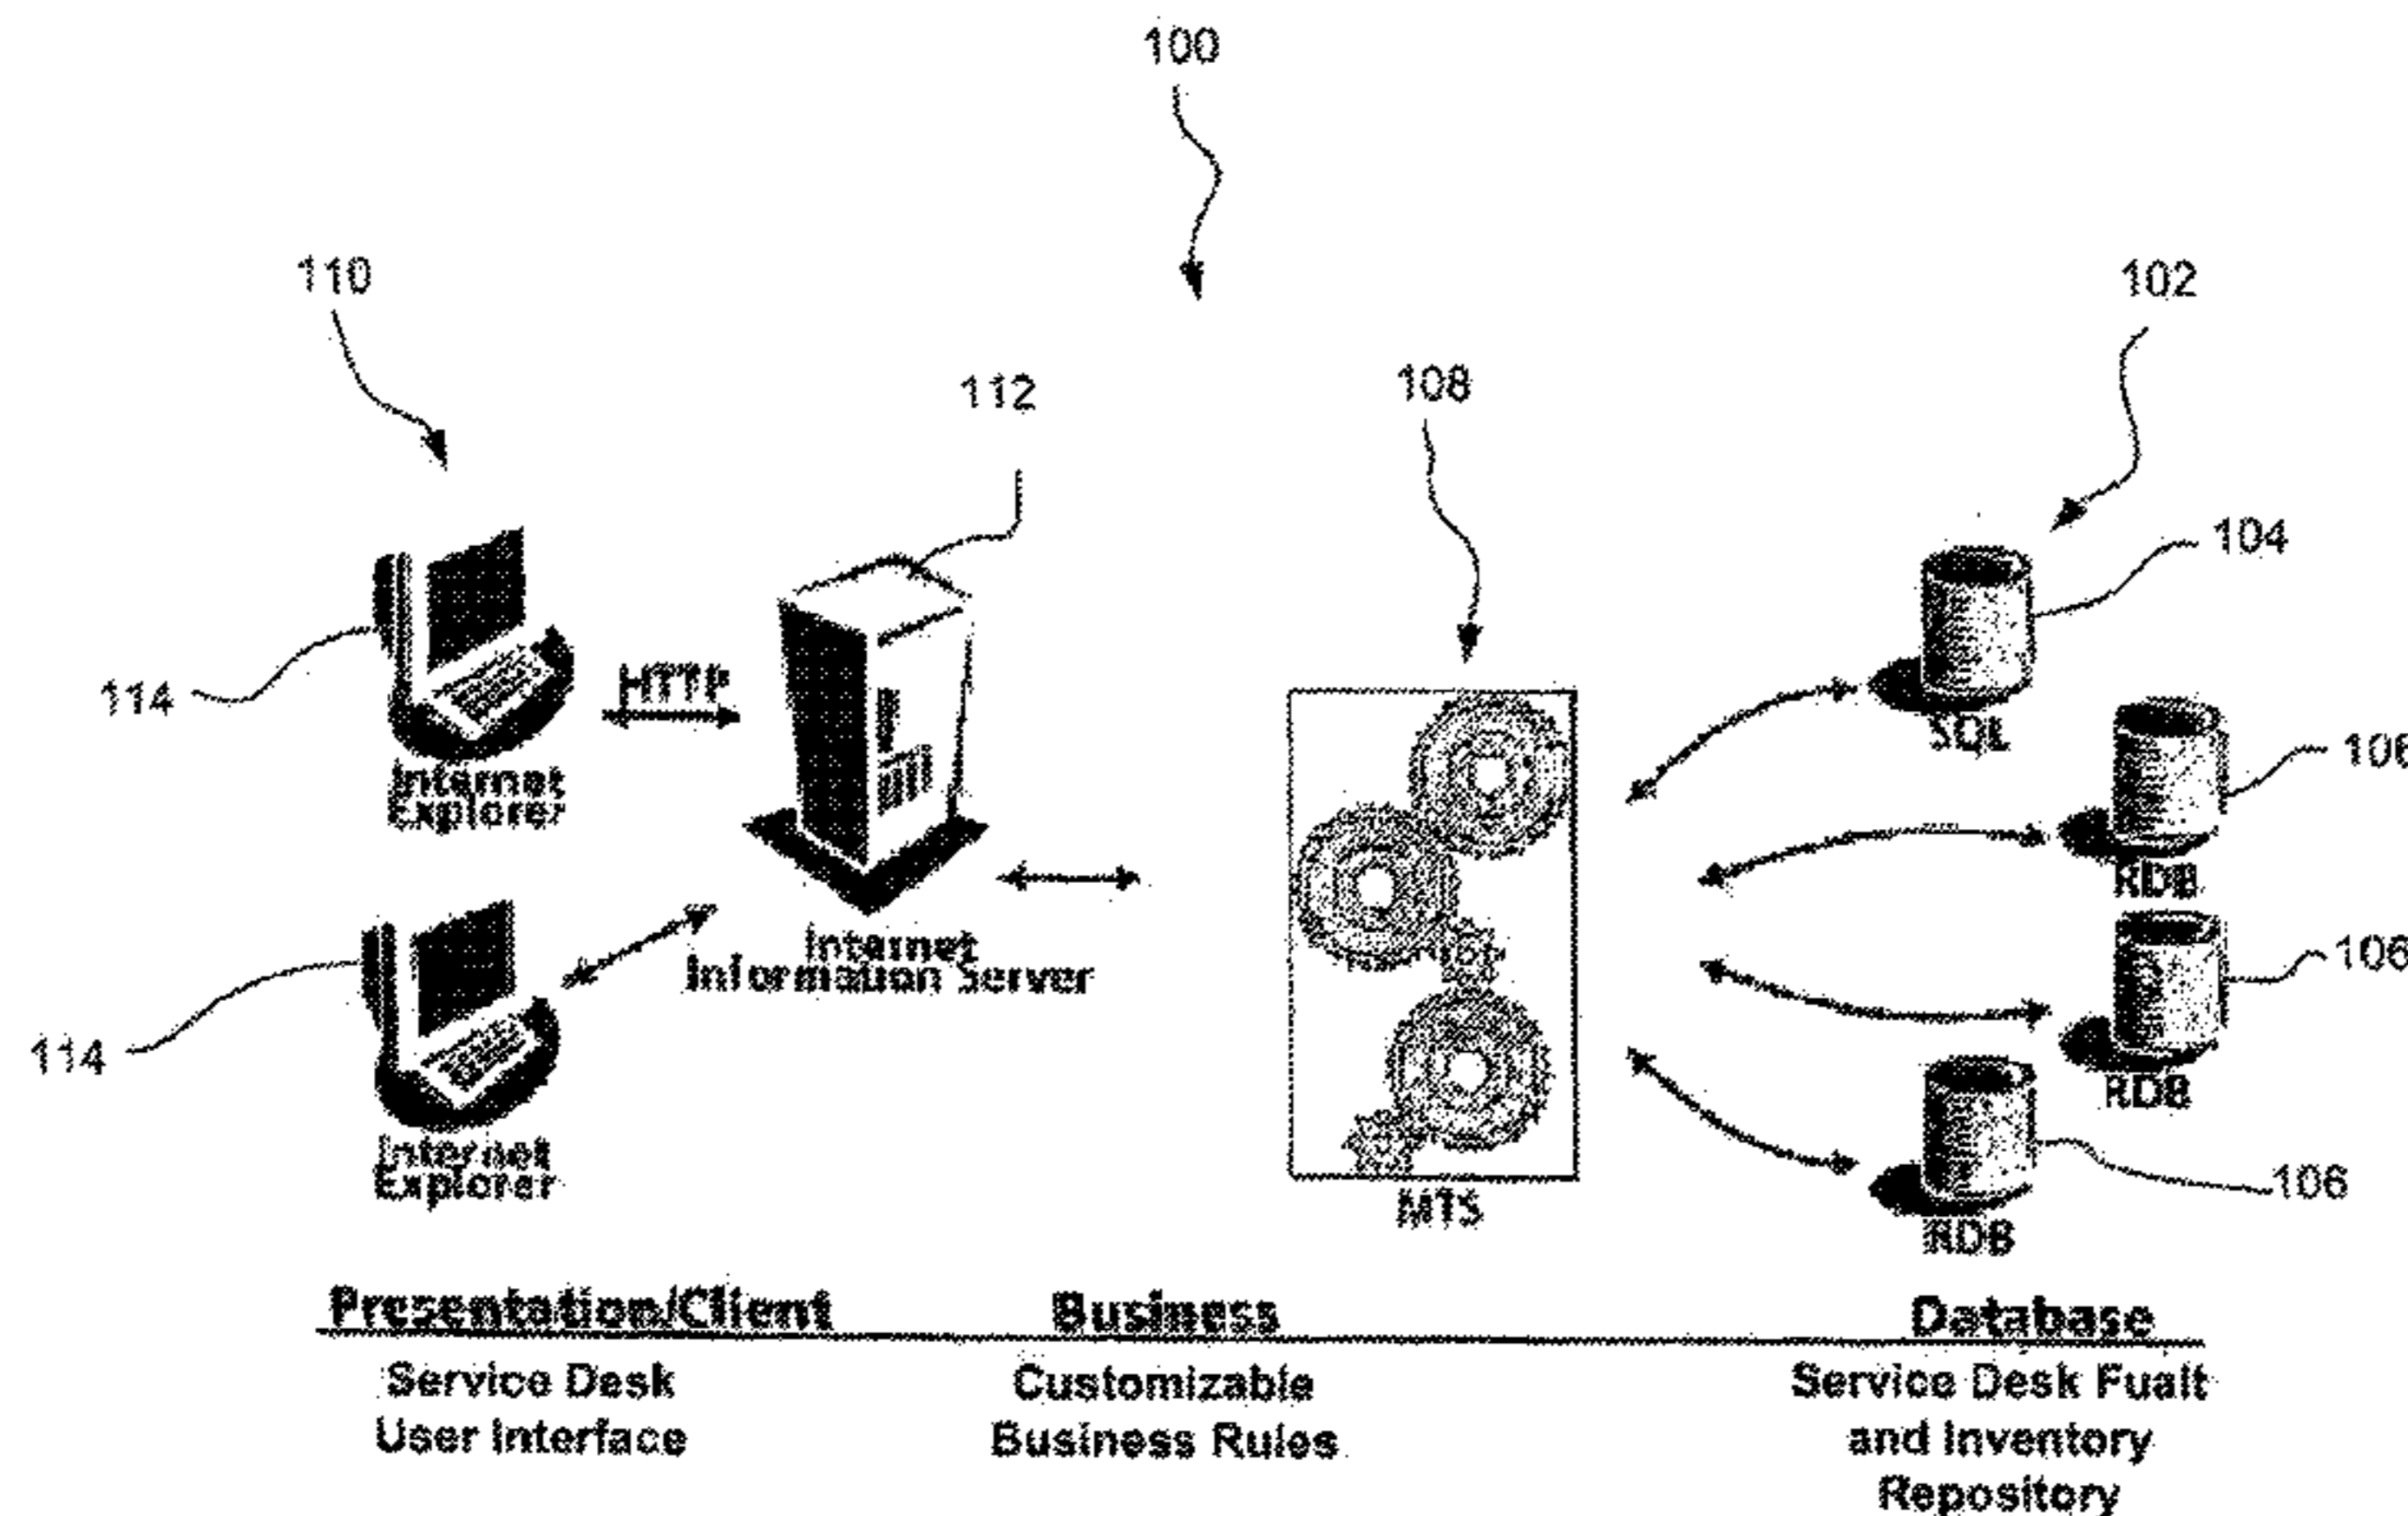 100
110
102
112
108
104
114
HTTP
SQL
106
Internet
Explorer
RDB
Internet
Information Server
106
114
RDB
Internet
Explorer
106
MTS
RDB
Presentation/Client
Business
Database
Service Desk
User Interface
Customizable
Business Rules
Service Desk Fualt
and Inventory
Repository